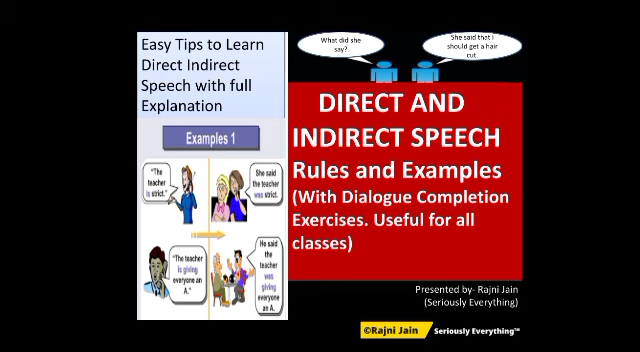 Easy Tips to Learn
Direct Indirect
Speech with full
Explanation
Examples 1
"The
teacher
is strict."
She said
the teacher
was strict.
"The teacher
is giving
everyone an
A."
He said
the
teacher
was
giving
everyone
an A.
What did she
say?
She said that I
should get a hair
cut.
DIRECT AND
INDIRECT SPEECH
Rules and Examples
(With Dialogue Completion
Exercises. Useful for all
classes)
Presented by- Rajni Jain
(Seriously Everything)
©Rajni Jain Seriously Everything™